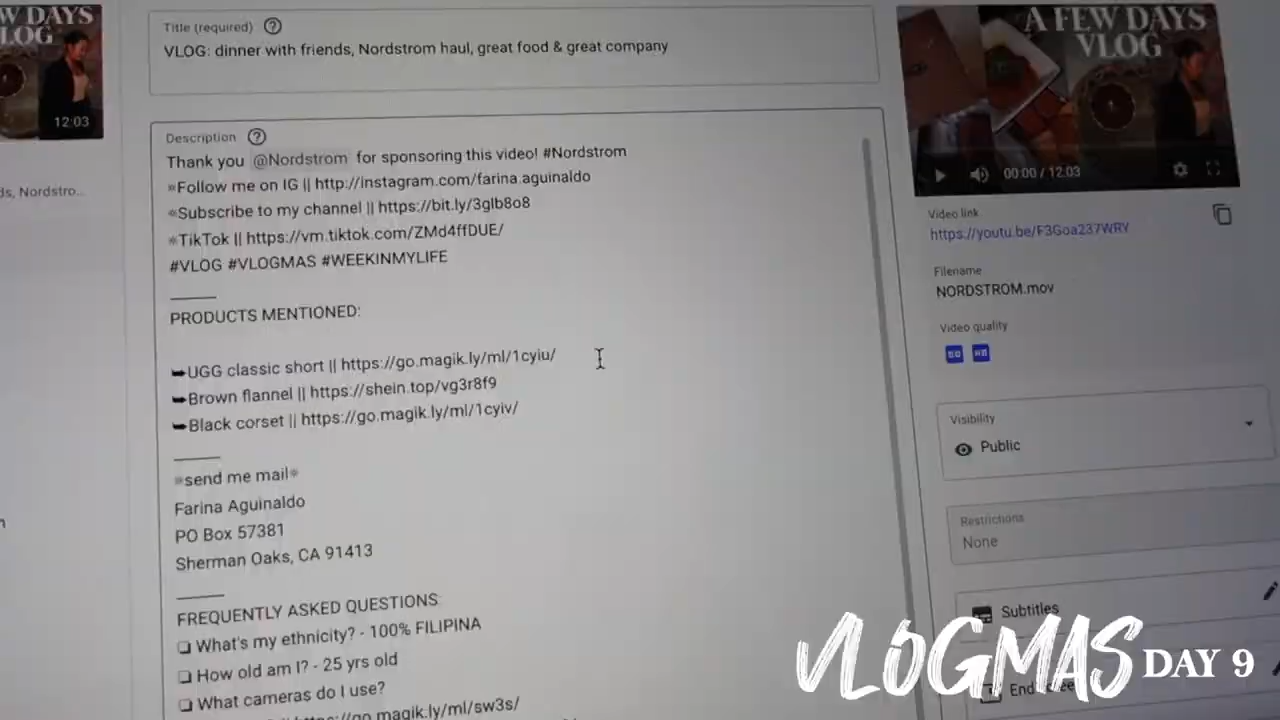 W DAYS
LOG
12:03
ds, Nordstro...
Title (required)
VLOG: dinner with friends, Nordstrom haul, great food & great company
Description
Thank you @Nordstrom for sponsoring this video! #Nordstrom
Follow me on IG || http://instagram.com/farina.aguinaldo
Subscribe to my channel || https://bit.ly/3glb8o8
TikTok || https://vm.tiktok.com/ZMd4ffDUE/
#VLOG #VLOGMAS #WEEKINMYLIFE
PRODUCTS MENTIONED:
➥UGG classic short || https://go.magik.ly/ml/1cyiu/
➥Brown flannel || https://shein.top/vg3r8f9
➥Black corset || https://go.magik.ly/ml/1cyiv/
send me mail
Farina Aguinaldo
PO Box 57381
Sherman Oaks, CA 91413
FREQUENTLY ASKED QUESTIONS:
❏ What's my ethnicity? - 100% FILIPINA
❏ How old am I? - 25 yrs old
❏ What cameras do I use?
https://go.magik.ly/ml/sw3s/
A FEW DAYS
VLOG
00:00 / 12:03
Video link
https://youtu.be/F3Goa237WRY
Filename
NORDSTROM.mov
Video quality
SD HD
Visibility
Public
Restrictions
None
Subtitles
End
VLOGMAS DAY 9